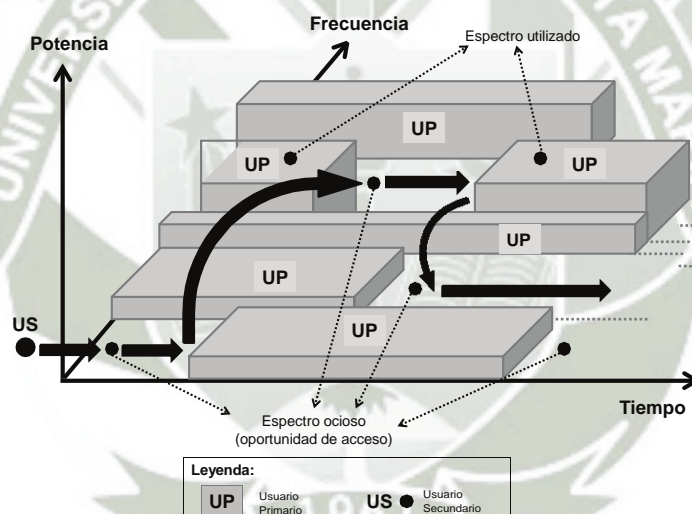 Frecuencia
Potencia
Espectro utilizado
UP
UP
UP
UP
UP
UP
US
Tiempo
Espectro ocioso
(oportunidad de acceso)
Leyenda:
UP Usuario
Primario
US Usuario
Secundario